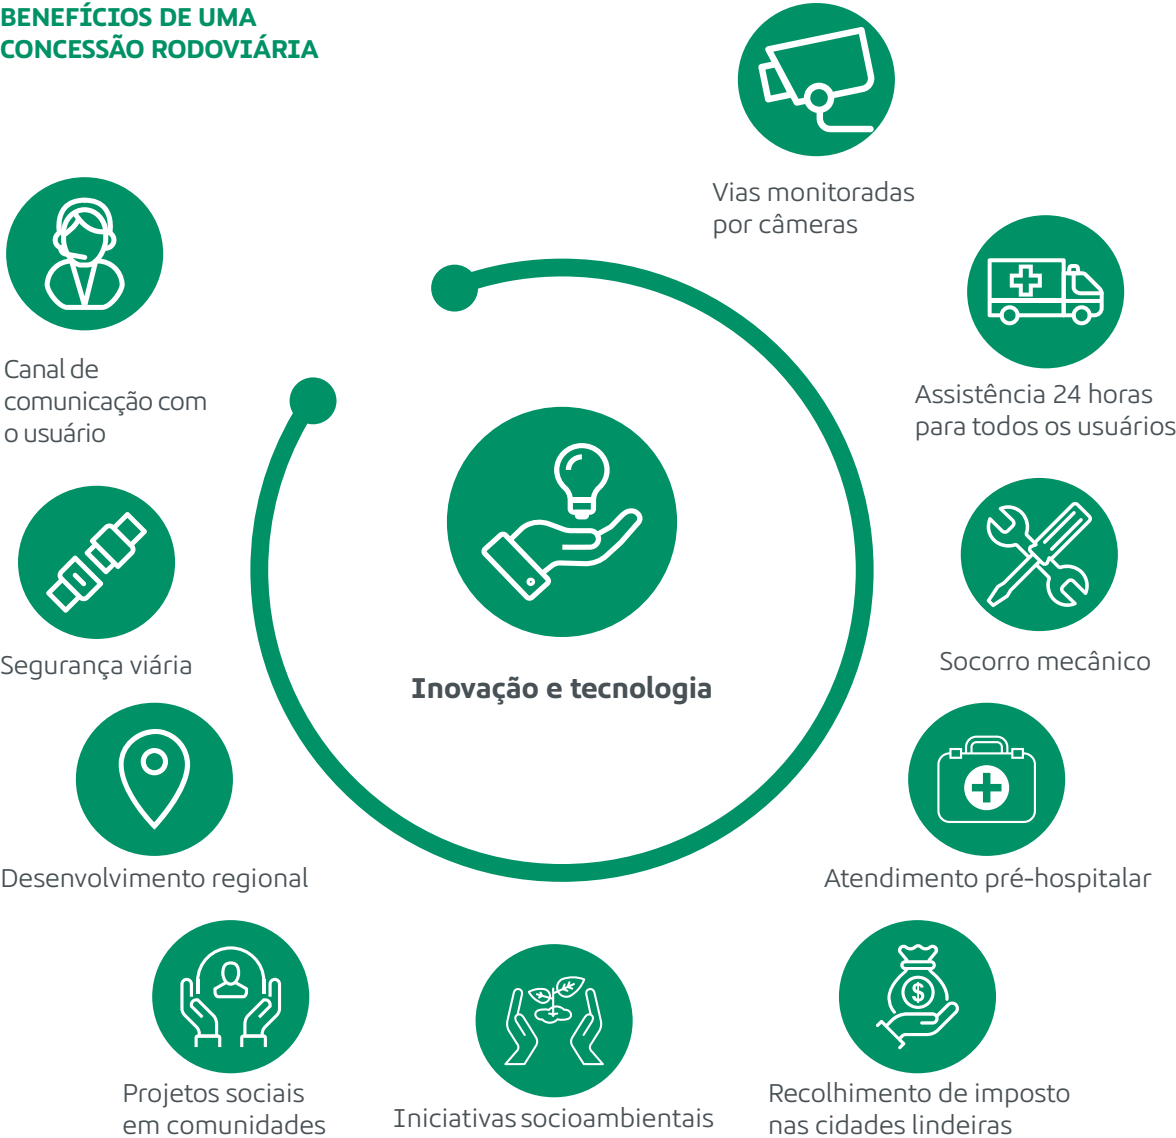 BENEFÍCIOS DE UMA
CONCESSÃO RODOVIÁRIA
Vias monitoradas
por câmeras
Assistência 24 horas
para todos os usuários
Socorro mecânico
Atendimento pré-hospitalar
Recolhimento de imposto
nas cidades lindeiras
Iniciativas socioambientais
Projetos sociais
em comunidades
Desenvolvimento regional
Segurança viária
Canal de
comunicação com
o usuário
Inovação e tecnologia
$